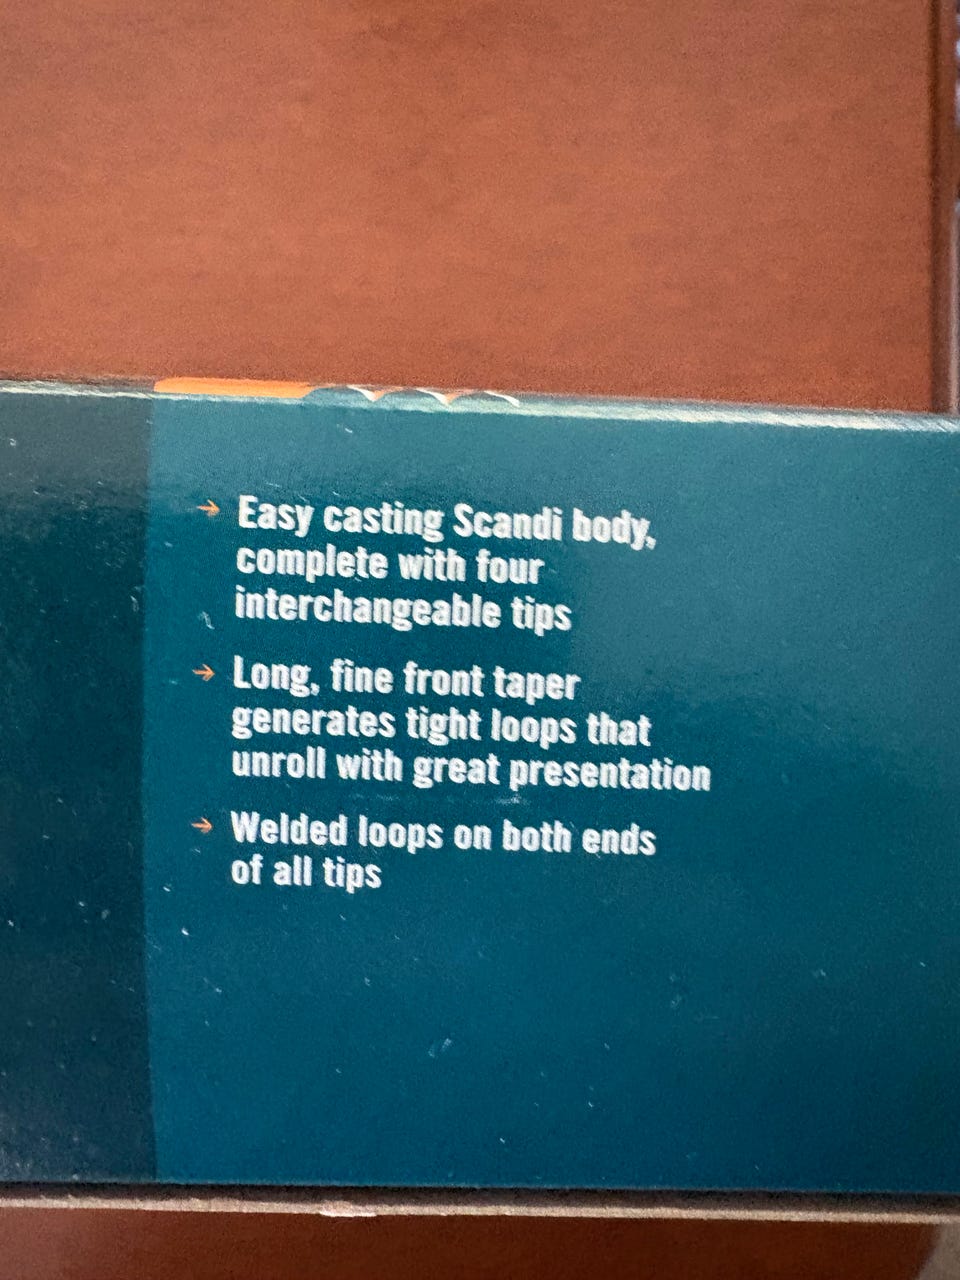 → Easy casting Scandi body,
complete with four
interchangeable tips
→ Long, fine front taper
generates tight loops that
unroll with great presentation
→ Welded loops on both ends
of all tips